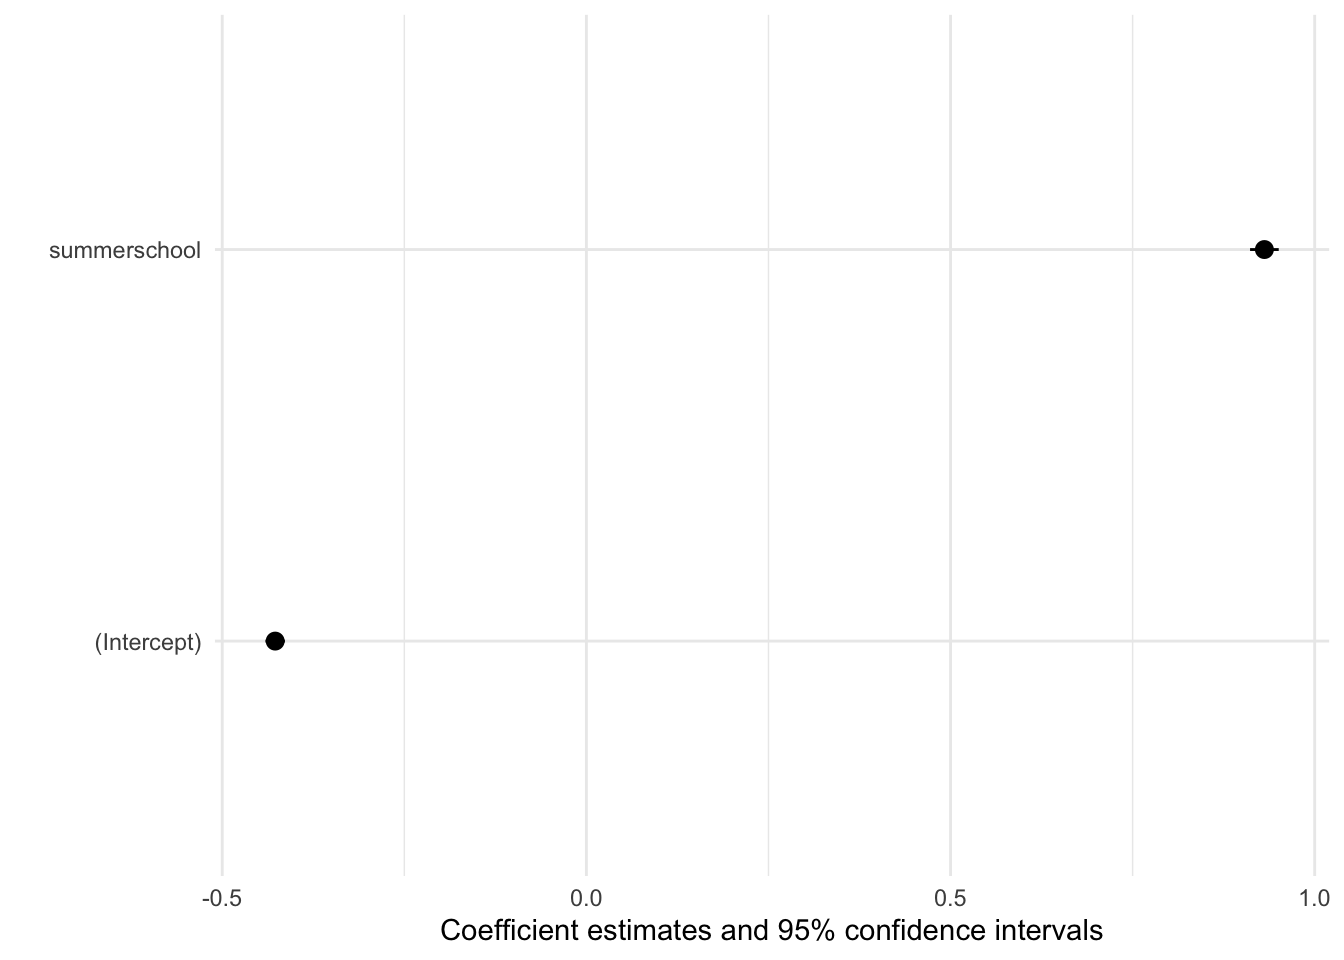 summerschool
(Intercept)
-0.5 0.0 0.5 1.0
Coefficient estimates and 95% confidence intervals